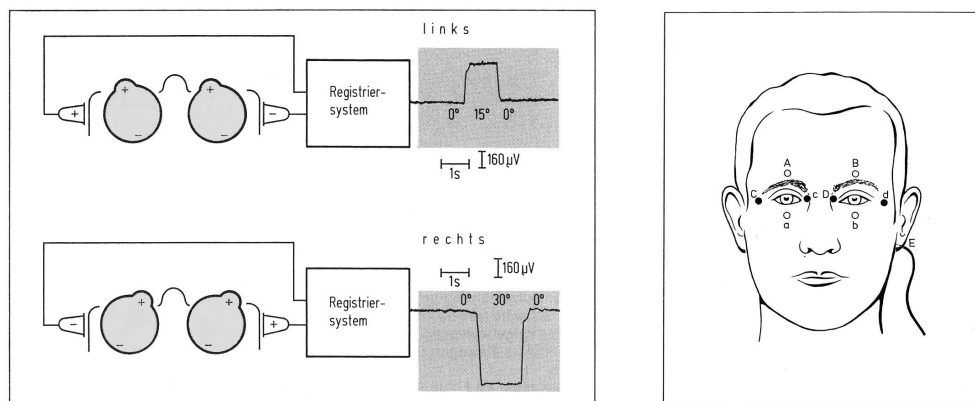 links
+ + + −
− −
Registrier-
system
0° 15° 0°
1s 160 µV
rechts
1s 160 µV
− + + +
− −
Registrier-
system
0° 30° 0°
A B
C c D d
a b
E